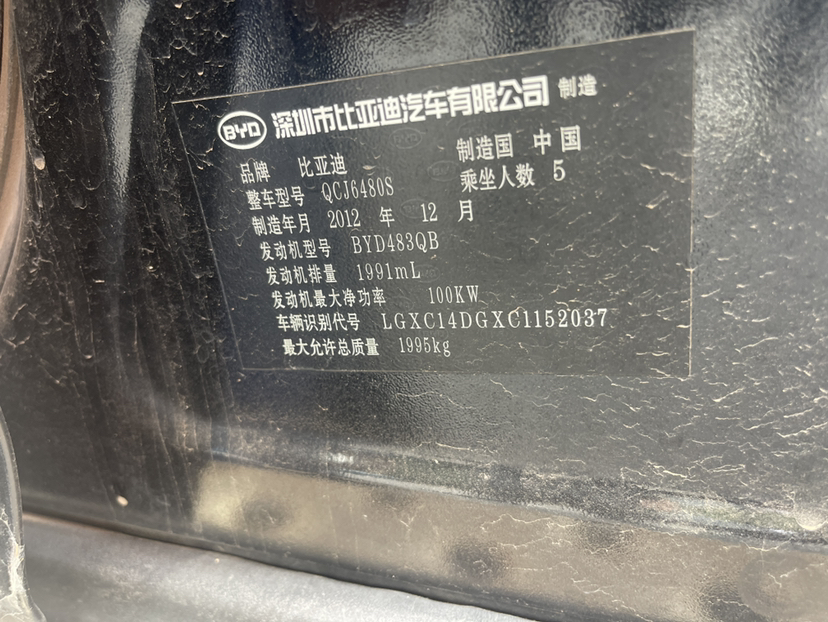 BYD 深圳市比亚迪汽车有限公司 制造
品牌 比亚迪 制造国 中国
整车型号 QCJ6480S 乘坐人数 5
制造年月 2012 年 12 月
发动机型号 BYD483QB
发动机排量 1991mL
发动机最大净功率 100KW
车辆识别代号 LGXC14DGXC1152037
最大允许总质量 1995kg